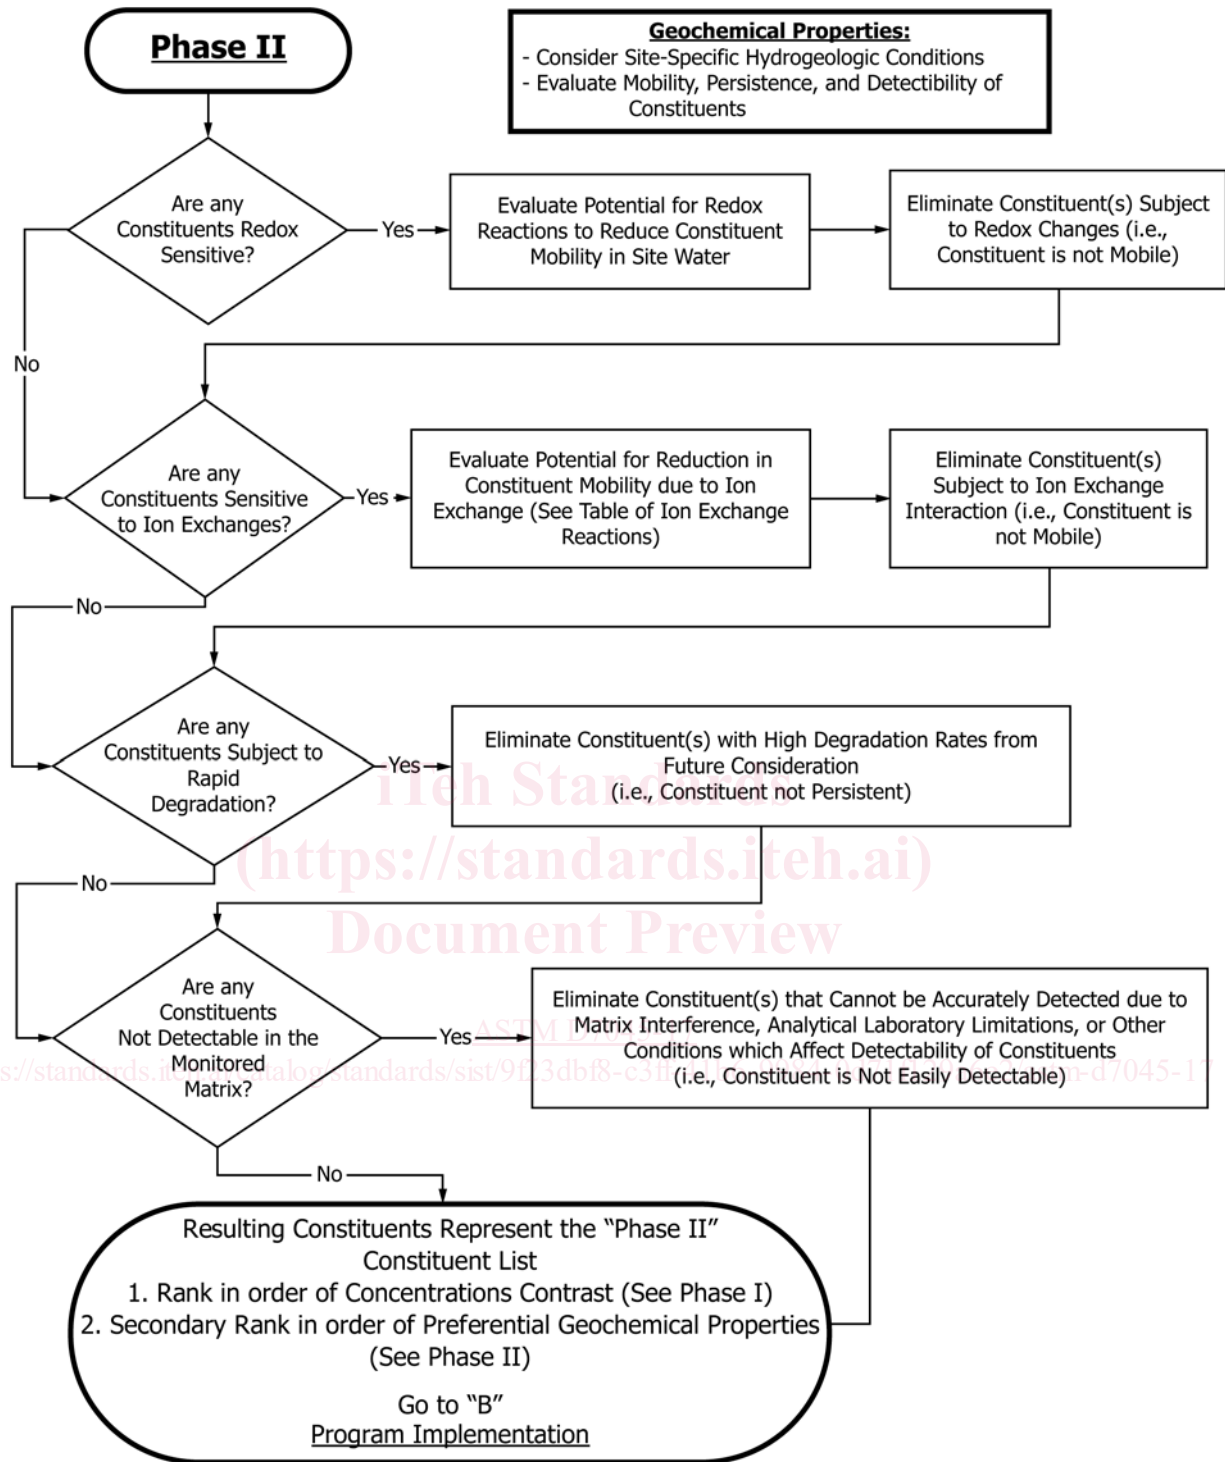 Phase II
Geochemical Properties:
- Consider Site-Specific Hydrogeologic Conditions
- Evaluate Mobility, Persistence, and Detectibility of
Constituents
Are any
Constituents Redox
Sensitive?
Yes
Evaluate Potential for Redox
Reactions to Reduce Constituent
Mobility in Site Water
Eliminate Constituent(s) Subject
to Redox Changes (i.e.,
Constituent is not Mobile)
No
Are any
Constituents Sensitive
to Ion Exchanges?
Yes
Evaluate Potential for Reduction in
Constituent Mobility due to Ion
Exchange (See Table of Ion Exchange
Reactions)
Eliminate Constituent(s)
Subject to Ion Exchange
Interaction (i.e., Constituent is
not Mobile)
No
Are any
Constituents Subject to
Rapid
Degradation?
Yes
Eliminate Constituent(s) with High Degradation Rates from
Future Consideration
(i.e., Constituent not Persistent)
iTeh Standards
(https://standards.iteh.ai)
Document Preview
No
Are any
Constituents
Not Detectable in the
Monitored
Matrix?
Yes
Eliminate Constituent(s) that Cannot be Accurately Detected due to
Matrix Interference, Analytical Laboratory Limitations, or Other
Conditions which Affect Detectability of Constituents
(i.e., Constituent is Not Easily Detectable)
ASTM
No
Resulting Constituents Represent the “Phase II”
Constituent List
1. Rank in order of Concentrations Contrast (See Phase I)
2. Secondary Rank in order of Preferential Geochemical Properties
(See Phase II)
Go to “B”
Program Implementation